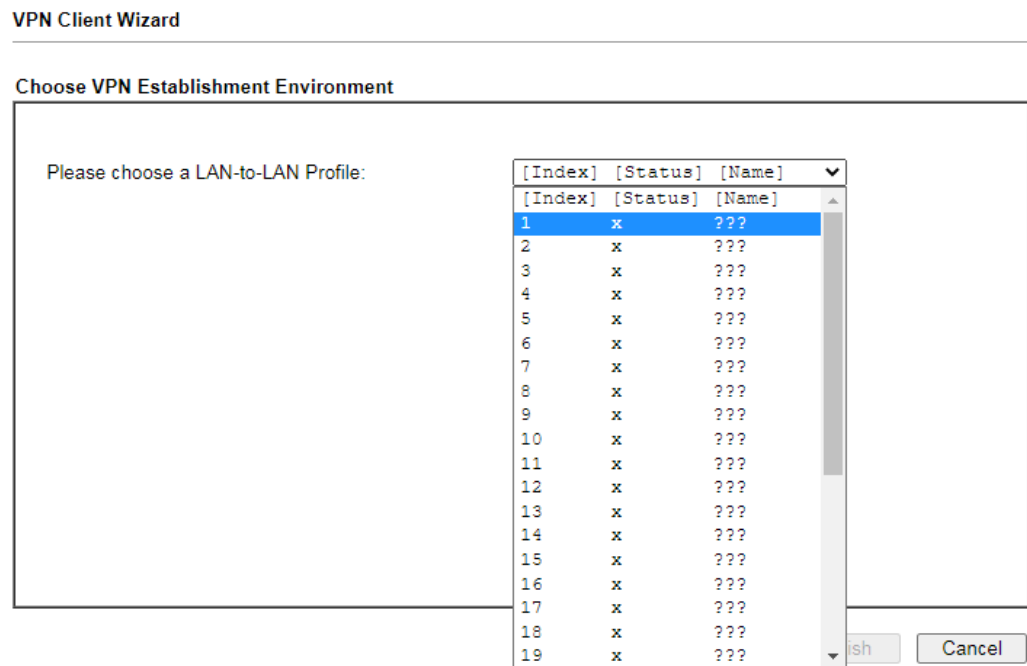 VPN Client Wizard
Choose VPN Establishment Environment
Please choose a LAN-to-LAN Profile:
[Index] [Status] [Name]
[Index] [Status] [Name]
1 x ???
2 x ???
3 x ???
4 x ???
5 x ???
6 x ???
7 x ???
8 x ???
9 x ???
10 x ???
11 x ???
12 x ???
13 x ???
14 x ???
15 x ???
16 x ???
17 x ???
18 x ???
19 x ???
ish Cancel